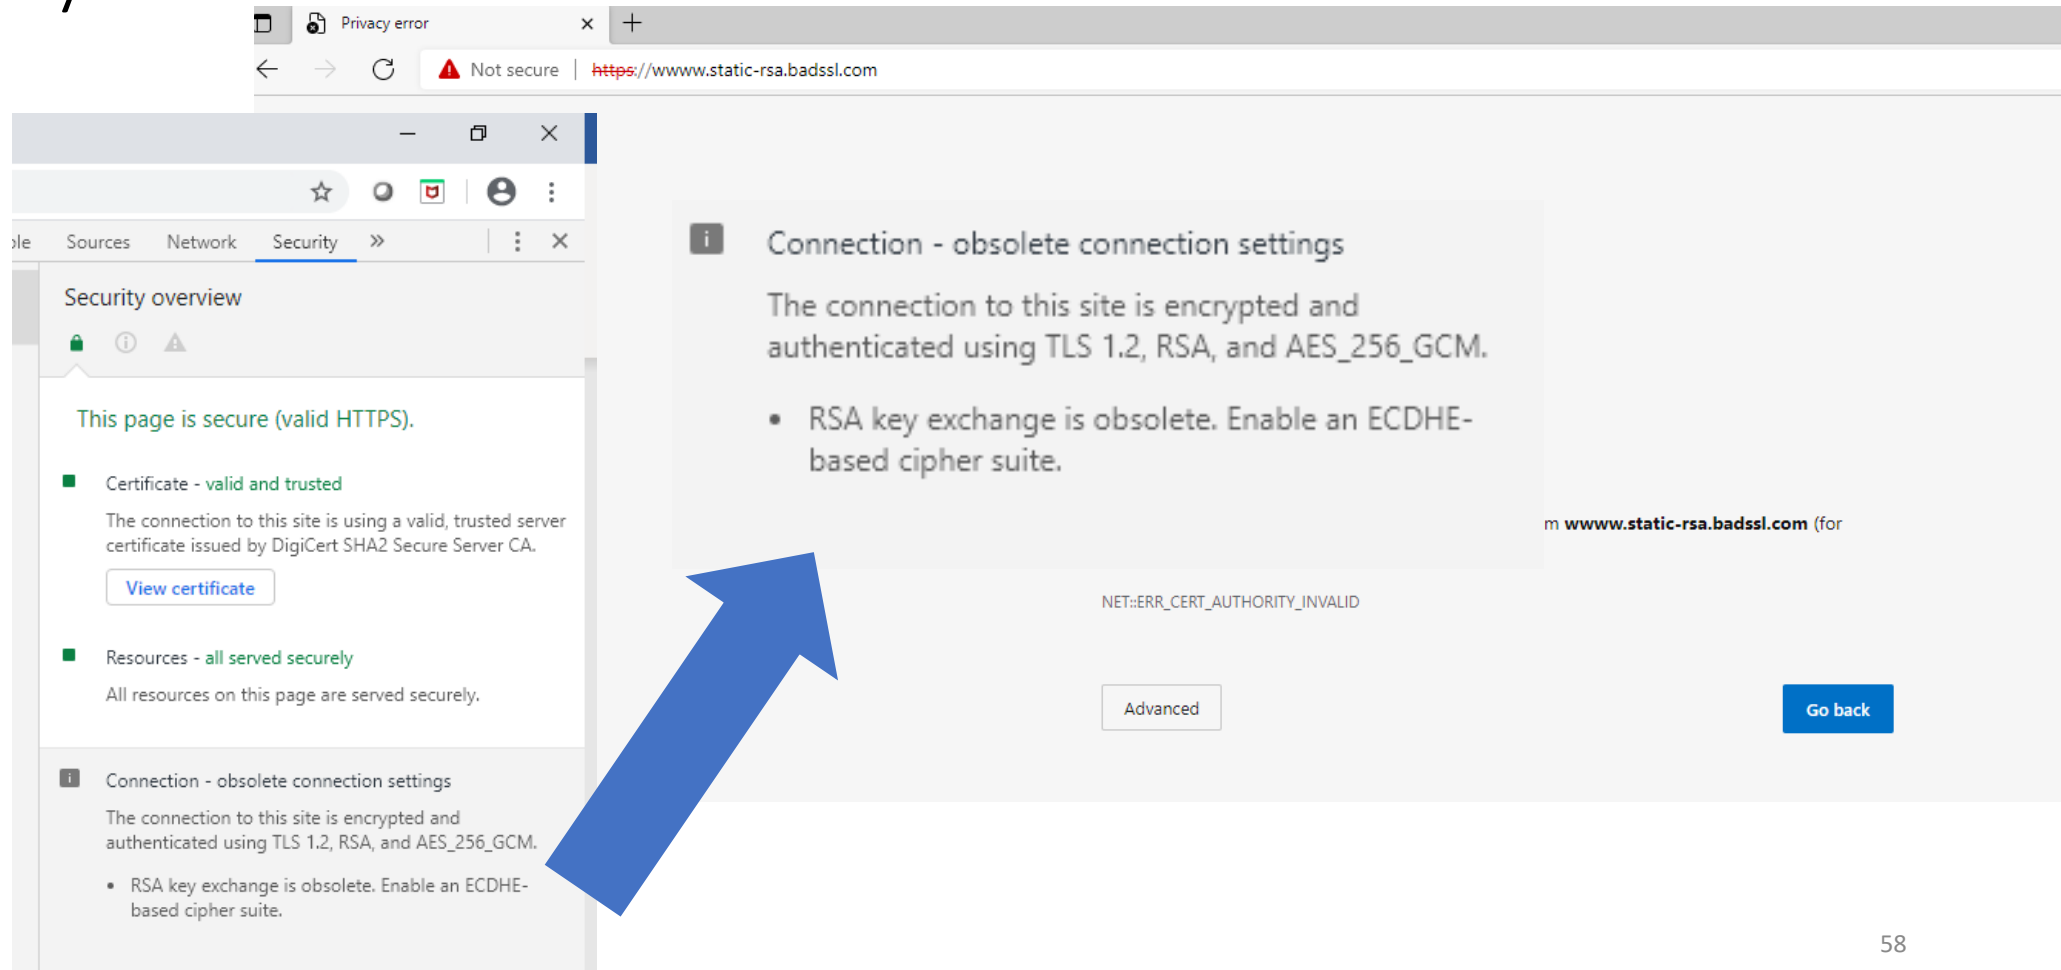 Privacy error
Not secure | https://wwww.static-rsa.badssl.com
Sources Network Security »
Security overview
This page is secure (valid HTTPS).
Certificate - valid and trusted
The connection to this site is using a valid, trusted server
certificate issued by DigiCert SHA2 Secure Server CA.
View certificate
Resources - all served securely
All resources on this page are served securely.
Connection - obsolete connection settings
The connection to this site is encrypted and
authenticated using TLS 1.2, RSA, and AES_256_GCM.
• RSA key exchange is obsolete. Enable an ECDHE-
based cipher suite.
Connection - obsolete connection settings
The connection to this site is encrypted and
authenticated using TLS 1.2, RSA, and AES_256_GCM.
• RSA key exchange is obsolete. Enable an ECDHE-
based cipher suite.
m wwww.static-rsa.badssl.com (for
NET::ERR_CERT_AUTHORITY_INVALID
Advanced
Go back
58